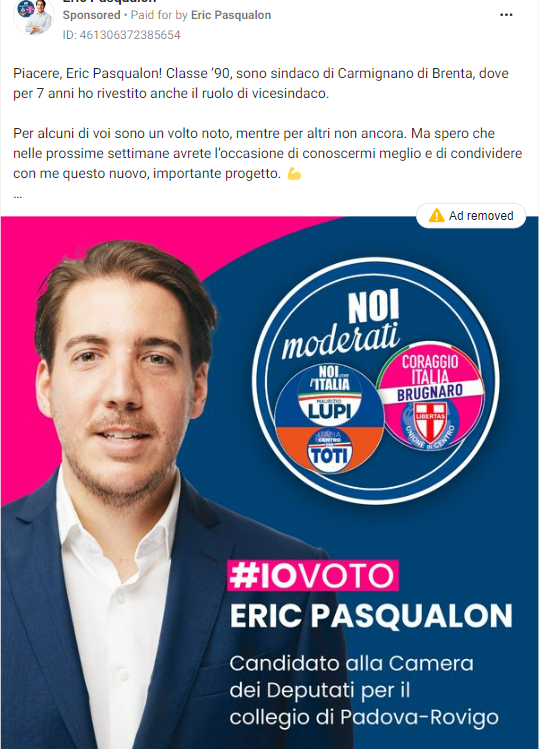 Eric Pasqualon
Sponsored • Paid for by Eric Pasqualon
ID: 461306372385654
Piacere, Eric Pasqualon! Classe '90, sono sindaco di Carmignano di Brenta, dove
per 7 anni ho rivestito anche il ruolo di vicesindaco.
Per alcuni di voi sono un volto noto, mentre per altri non ancora. Ma spero che
nelle prossime settimane avrete l'occasione di conoscermi meglio e di condividere
con me questo nuovo, importante progetto. 💪
...
Ad removed
NOI
moderati
NOI con
l'ITALIA
MAURIZIO
LUPI
ITALIA
CENTRO
TOTI
CORAGGIO
ITALIA
BRUGNARO
LIBERTAS
UNIONE DI CENTRO
#IOVOTO
ERIC PASQUALON
Candidato alla Camera
dei Deputati per il
collegio di Padova-Rovigo